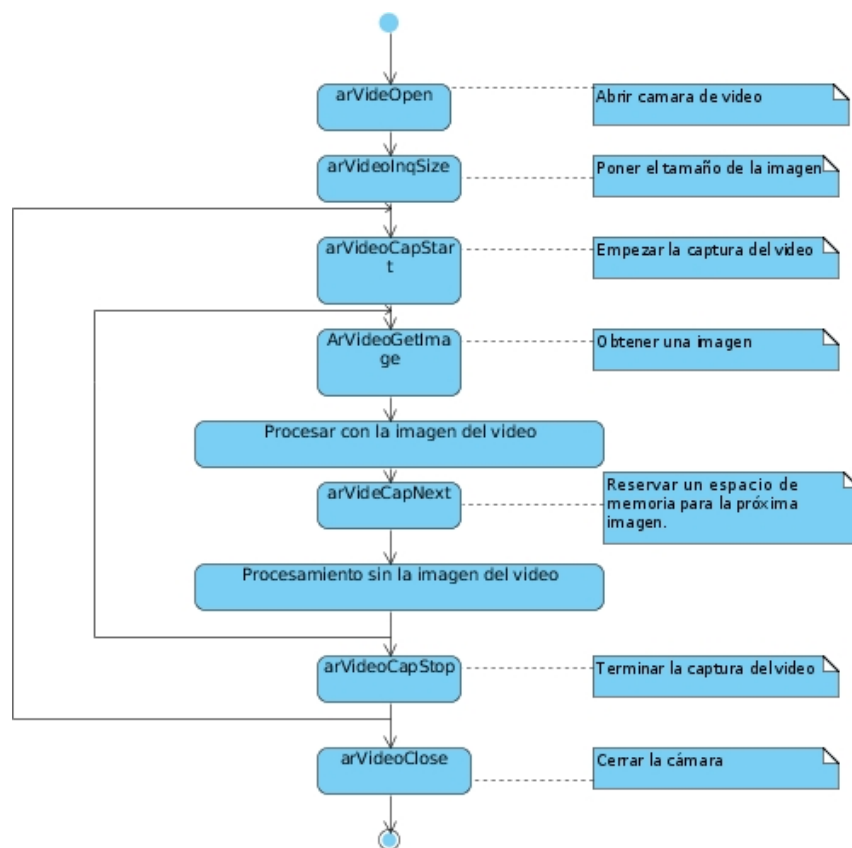 arVideOpen
Abrir camara de video
arVideoInqSize
Poner el tamaño de la imagen
arVideoCapStar
t
Empezar la captura del video
ArVideoGetIma
ge
Obtener una imagen
Procesar con la imagen del video
arVideCapNext
Reservar un espacio de
memoria para la próxima
imagen.
Procesamiento sin la imagen del video
arVideoCapStop
Terminar la captura del video
arVideoClose
Cerrar la cámara